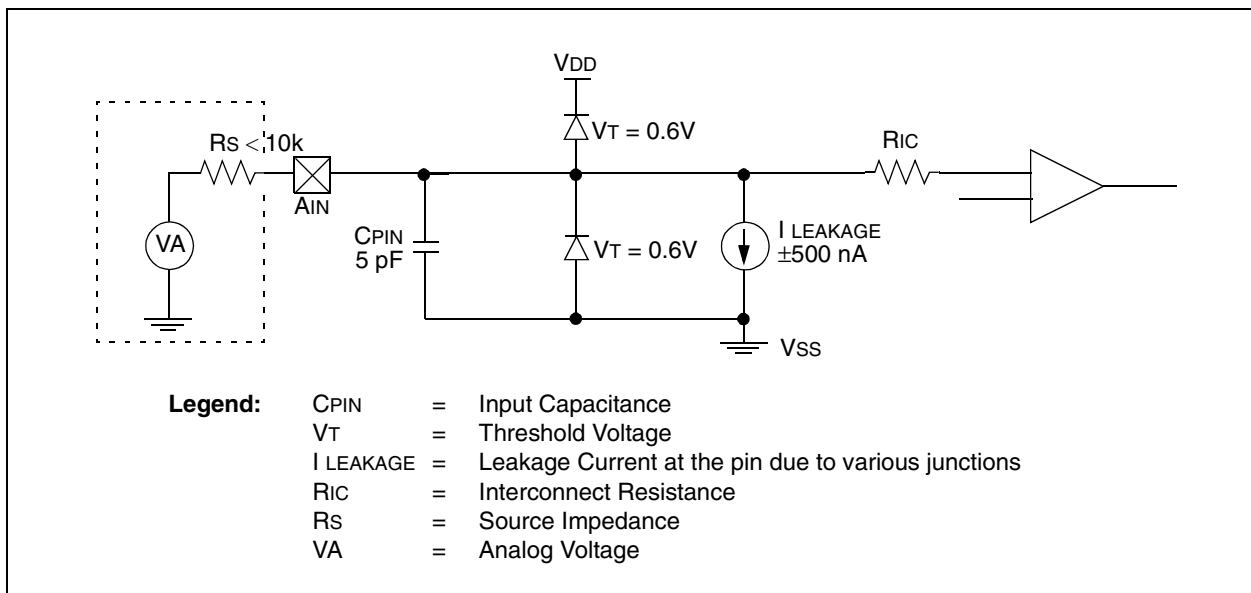 VDD
VT = 0.6V
RS < 10k
RIC
AIN
VA
CPIN
5 pF
VT = 0.6V
I LEAKAGE
±500 nA
VSS
Legend: CPIN = Input Capacitance
VT = Threshold Voltage
I LEAKAGE = Leakage Current at the pin due to various junctions
RIC = Interconnect Resistance
RS = Source Impedance
VA = Analog Voltage